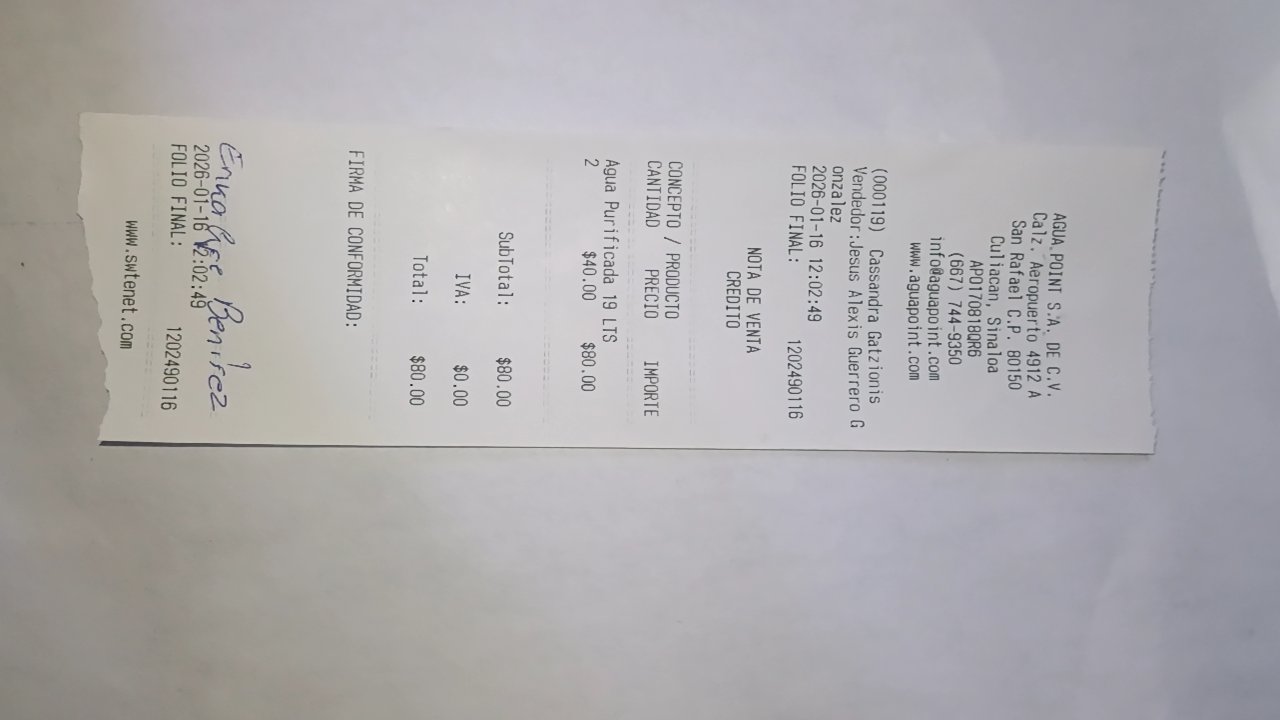 AGUA POINT S.A. DE C.V.
Calz. Aeropuerto 4912 A
San Rafael C.P. 80150
Culiacan, Sinaloa
APO170818QR6
(667) 744-9350
info@aguapoint.com
www.aguapoint.com
(000119) Cassandra Gatzionis
Vendedor:Jesus Alexis Guerrero G
onzalez
2026-01-16 12:02:49
FOLIO FINAL: 1202490116
NOTA DE VENTA
CREDITO
CONCEPTO / PRODUCTO
CANTIDAD PRECIO IMPORTE
Agua Purificada 19 LTS
2 $40.00 $80.00
SubTotal: $80.00
IVA: $0.00
Total: $80.00
FIRMA DE CONFORMIDAD:
Benitez
2026-01-16 12:02:49
FOLIO FINAL: 1202490116
www.swtenet.com